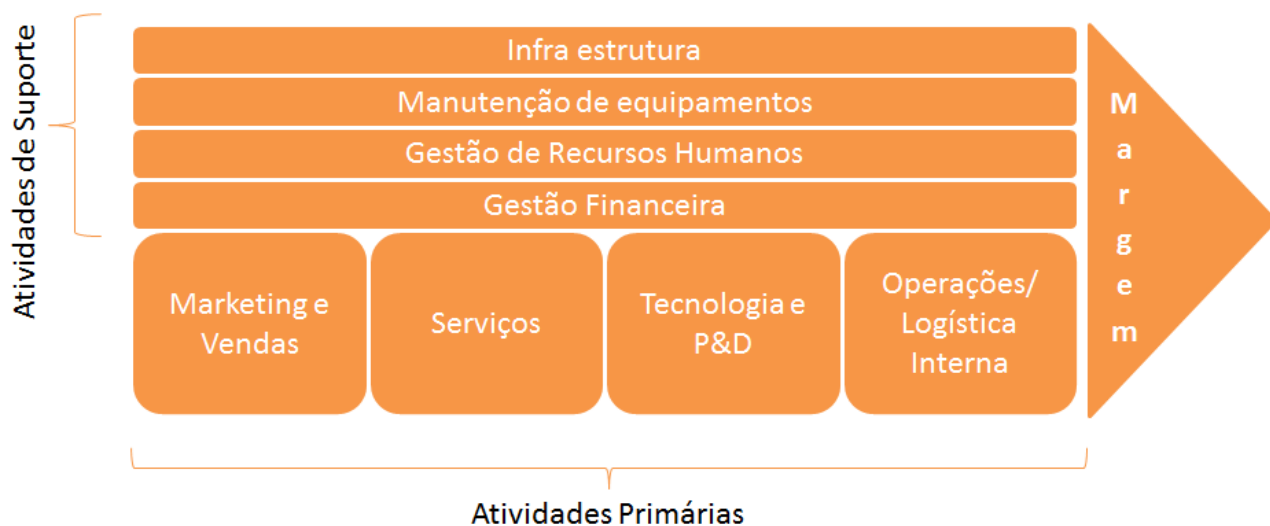 Atividades de Suporte
Infra estrutura
Manutenção de equipamentos
Gestão de Recursos Humanos
Gestão Financeira
Marketing e
Vendas
Serviços
Tecnologia e
P&D
Operações/
Logística
Interna
Margem
Atividades Primárias